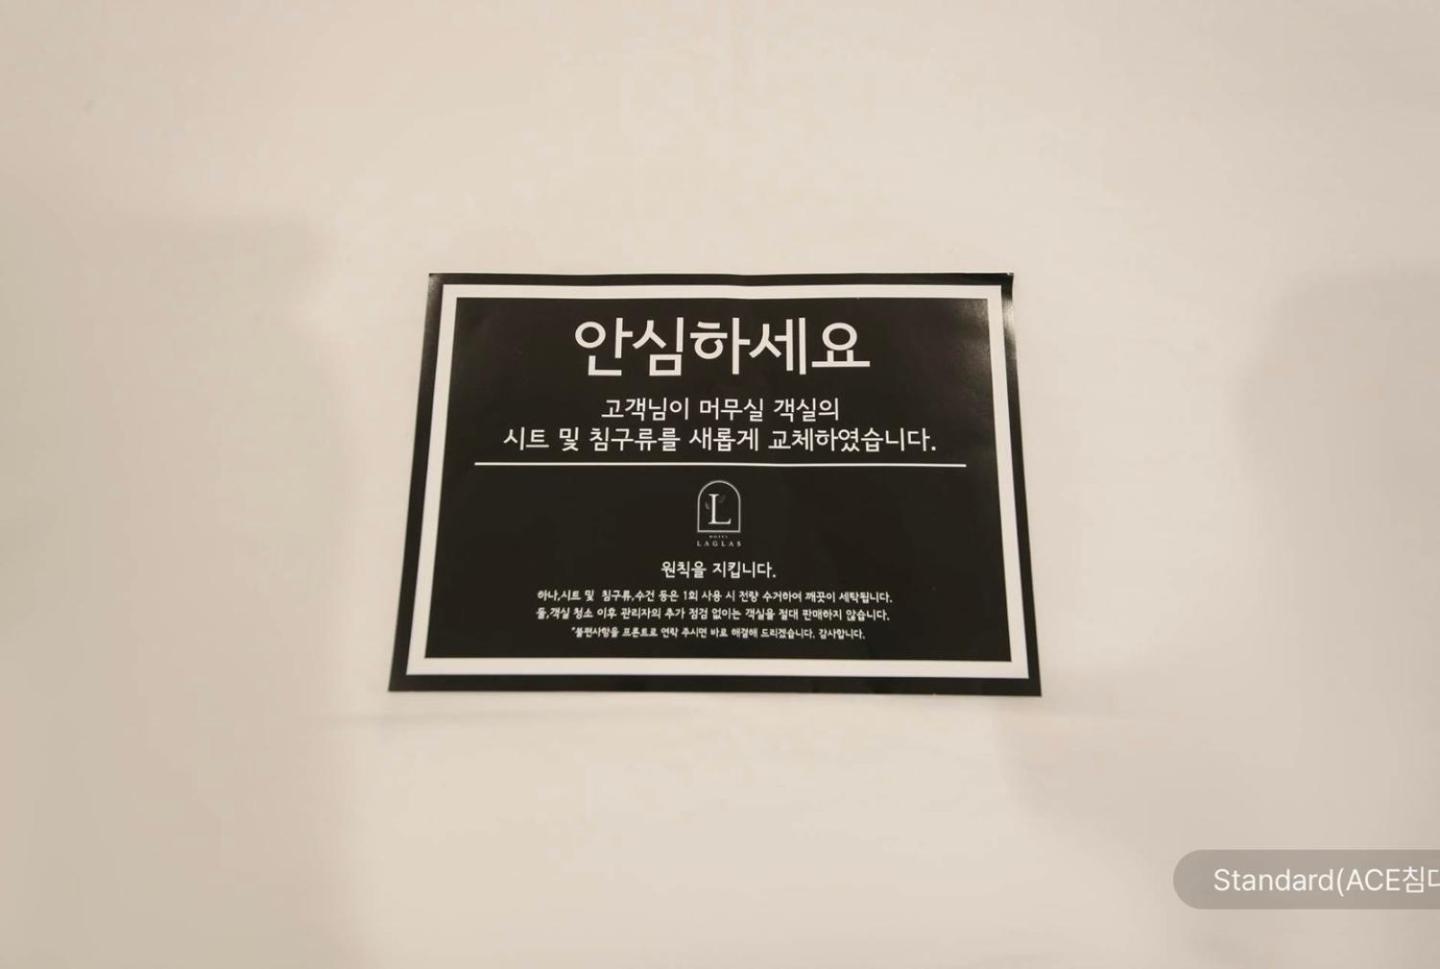 안심하세요
고객님이 머무실 객실의
시트 및 침구류를 새롭게 교체하였습니다.
L
HOTEL
LAGLAS
원칙을 지킵니다.
하나,시트 및 침구류,수건 등은 1회 사용 시 전량 수거하여 깨끗이 세탁됩니다.
둘,객실 청소 이후 관리자의 추가 점검 없이는 객실을 절대 판매하지 않습니다.
*불편사항을 프론트로 연락 주시면 바로 해결해 드리겠습니다. 감사합니다.
Standard(ACE침대